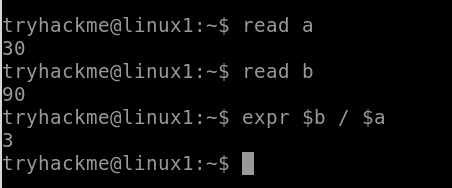 tryhackme@linux1:~$ read a
30
tryhackme@linux1:~$ read b
90
tryhackme@linux1:~$ expr $b / $a
3
tryhackme@linux1:~$